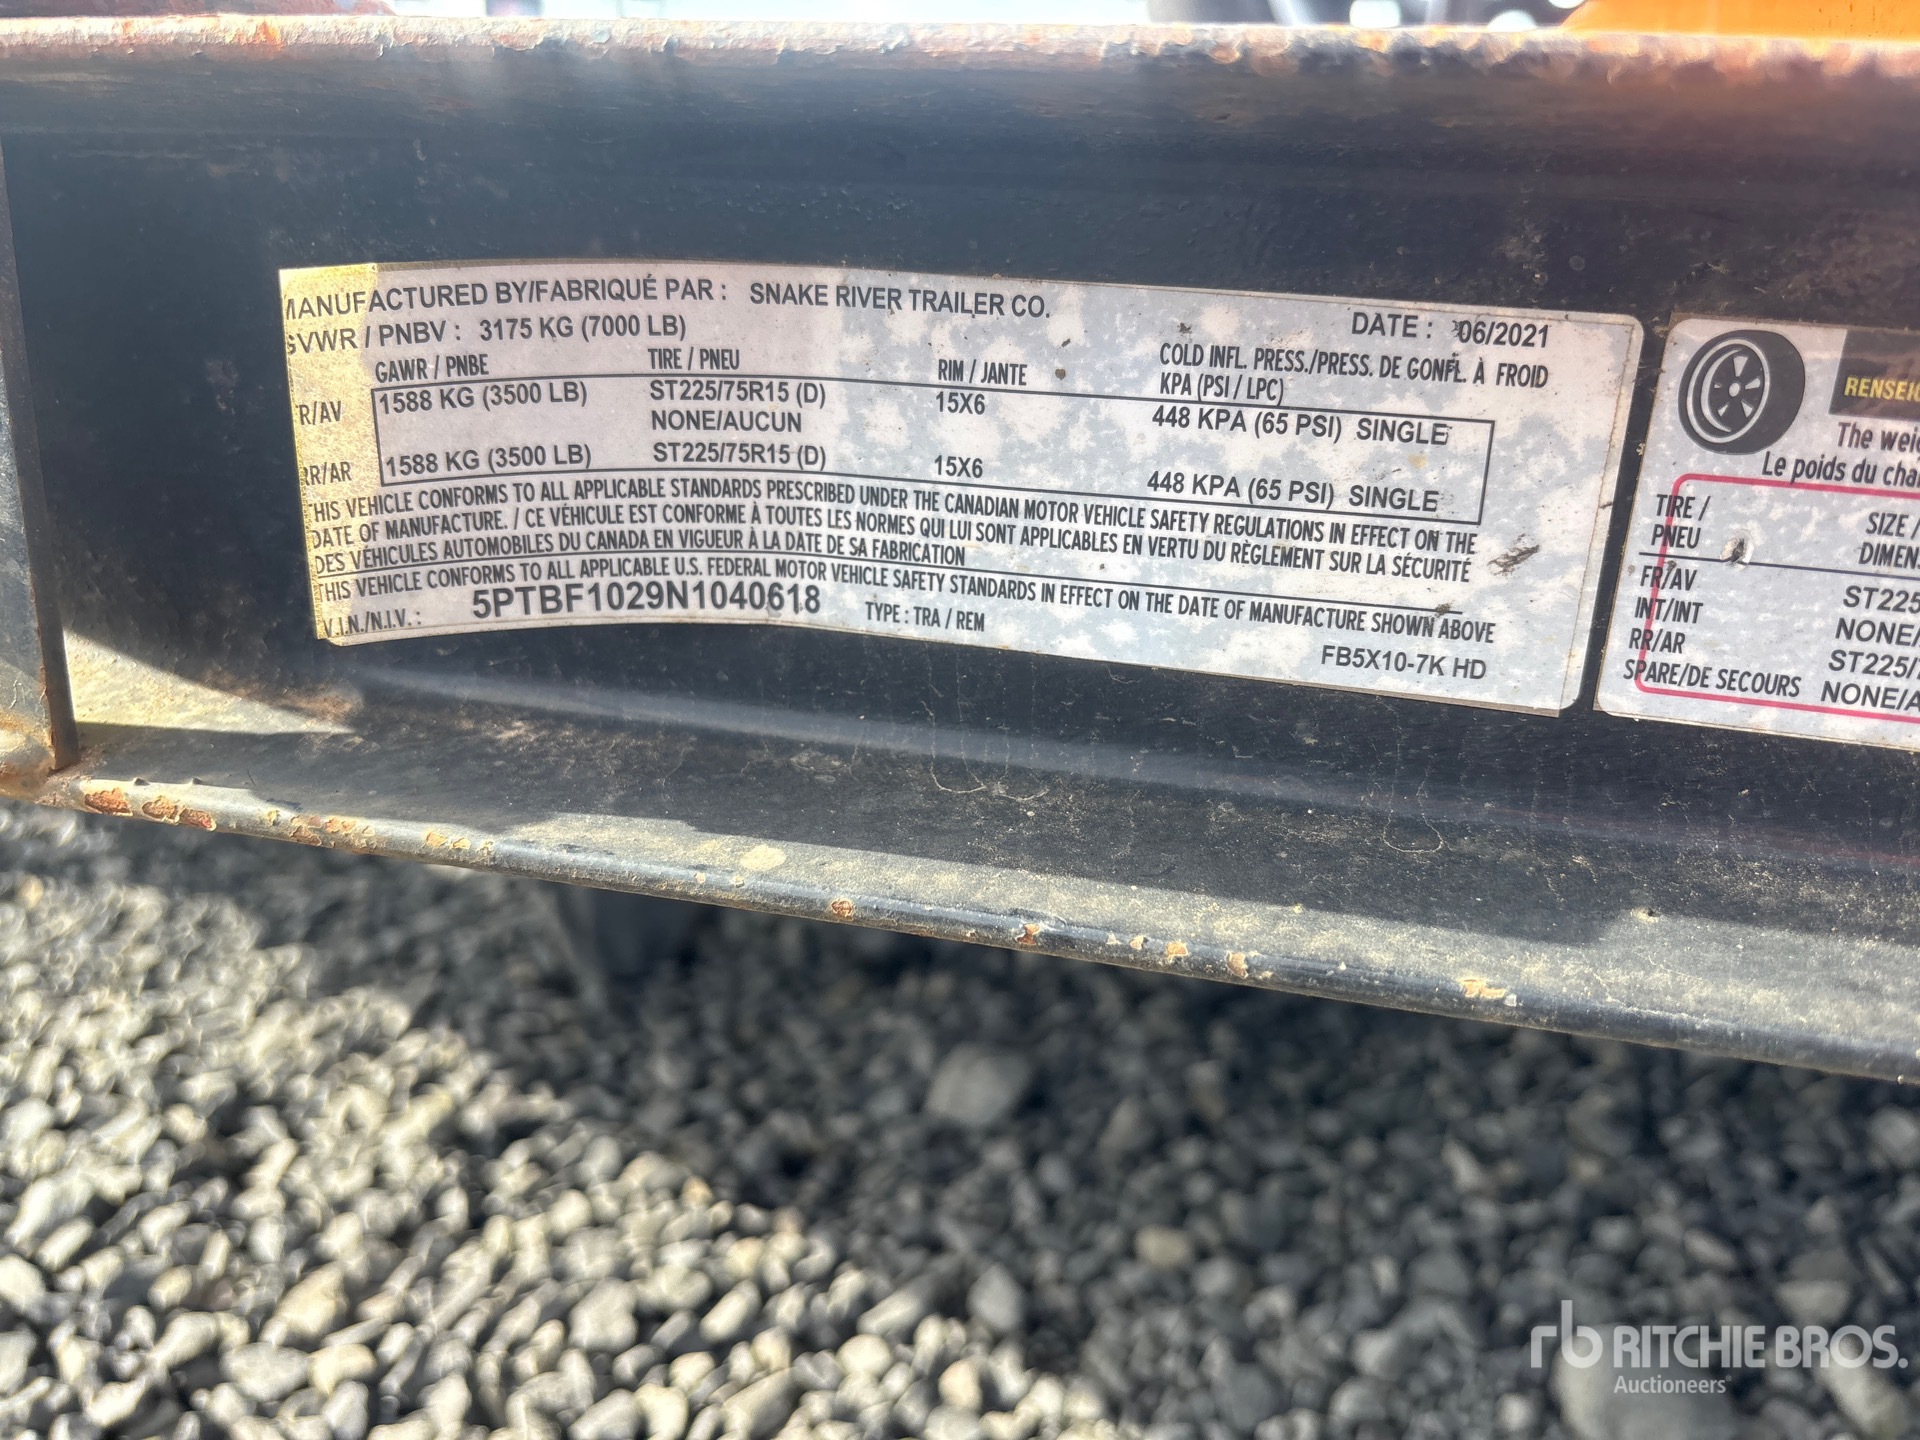 MANUFACTURED BY/FABRIQUÉ PAR : SNAKE RIVER TRAILER CO.
GVWR / PNBV : 3175 KG (7000 LB) DATE : 06/2021
GAWR / PNBE TIRE / PNEU RIM / JANTE COLD INFL. PRESS./PRESS. DE GONFL. À FROID
KPA (PSI / LPC)
R/AV 1588 KG (3500 LB) ST225/75R15 (D) 15X6 448 KPA (65 PSI) SINGLE
NONE/AUCUN
RR/AR 1588 KG (3500 LB) ST225/75R15 (D) 15X6 448 KPA (65 PSI) SINGLE
THIS VEHICLE CONFORMS TO ALL APPLICABLE STANDARDS PRESCRIBED UNDER THE CANADIAN MOTOR VEHICLE SAFETY REGULATIONS IN EFFECT ON THE
DATE OF MANUFACTURE. / CE VÉHICULE EST CONFORME À TOUTES LES NORMES QUI LUI SONT APPLICABLES EN VERTU DU RÈGLEMENT SUR LA SÉCURITÉ
DES VÉHICULES AUTOMOBILES DU CANADA EN VIGUEUR À LA DATE DE SA FABRICATION
THIS VEHICLE CONFORMS TO ALL APPLICABLE U.S. FEDERAL MOTOR VEHICLE SAFETY STANDARDS IN EFFECT ON THE DATE OF MANUFACTURE SHOWN ABOVE
V.I.N./N.I.V. : 5PTBF1029N1040618 TYPE : TRA / REM FB5X10-7K HD
RENSEIG
The weig
Le poids du char
TIRE / SIZE /
PNEU DIMEN
FR/AV ST225
INT/INT NONE/
RR/AR ST225/
SPARE/DE SECOURS NONE/A
rb RITCHIE BROS.
Auctioneers